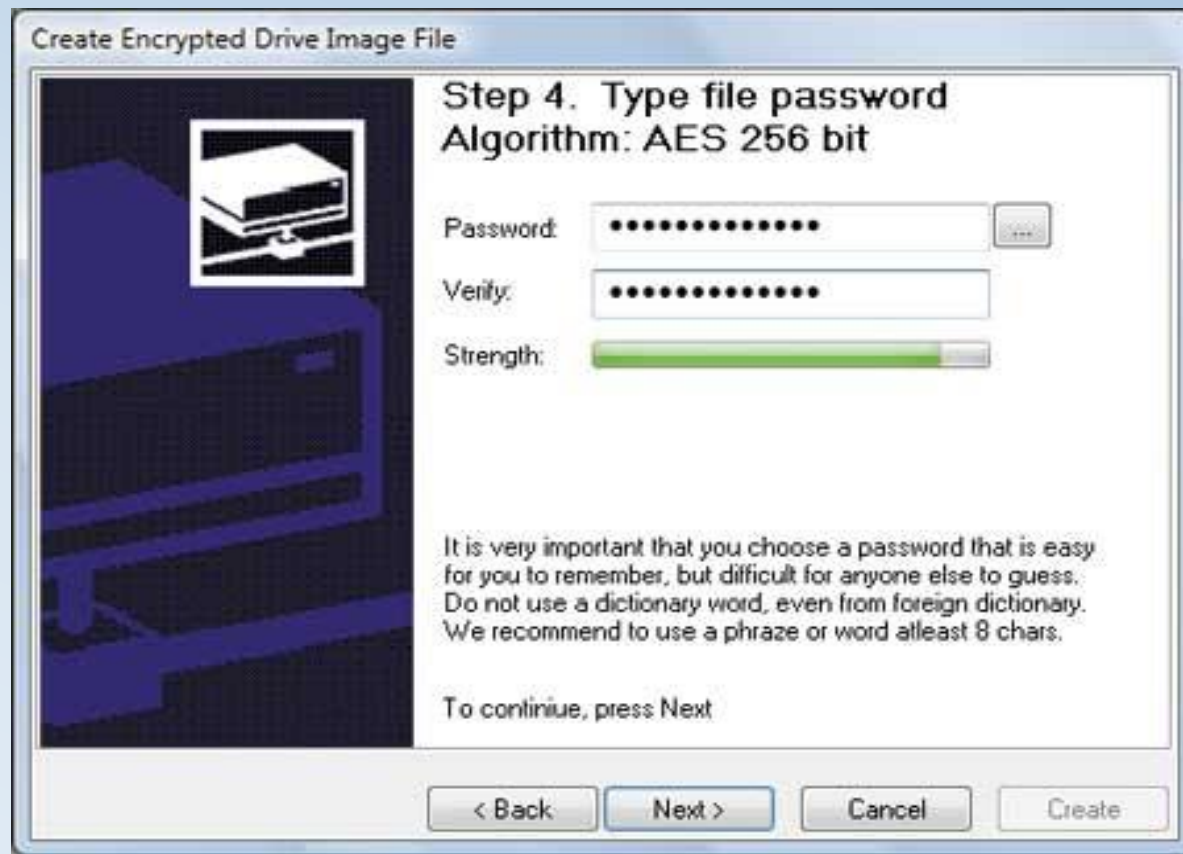 Create Encrypted Drive Image File
Step 4. Type file password
Algorithm: AES 256 bit
Password:
●●●●●●●●●●●●●
...
Verify:
●●●●●●●●●●●●●
Strength:
It is very important that you choose a password that is easy
for you to remember, but difficult for anyone else to guess.
Do not use a dictionary word, even from foreign dictionary.
We recommend to use a phraze or word atleast 8 chars.
To continiue, press Next
< Back
Next >
Cancel
Create